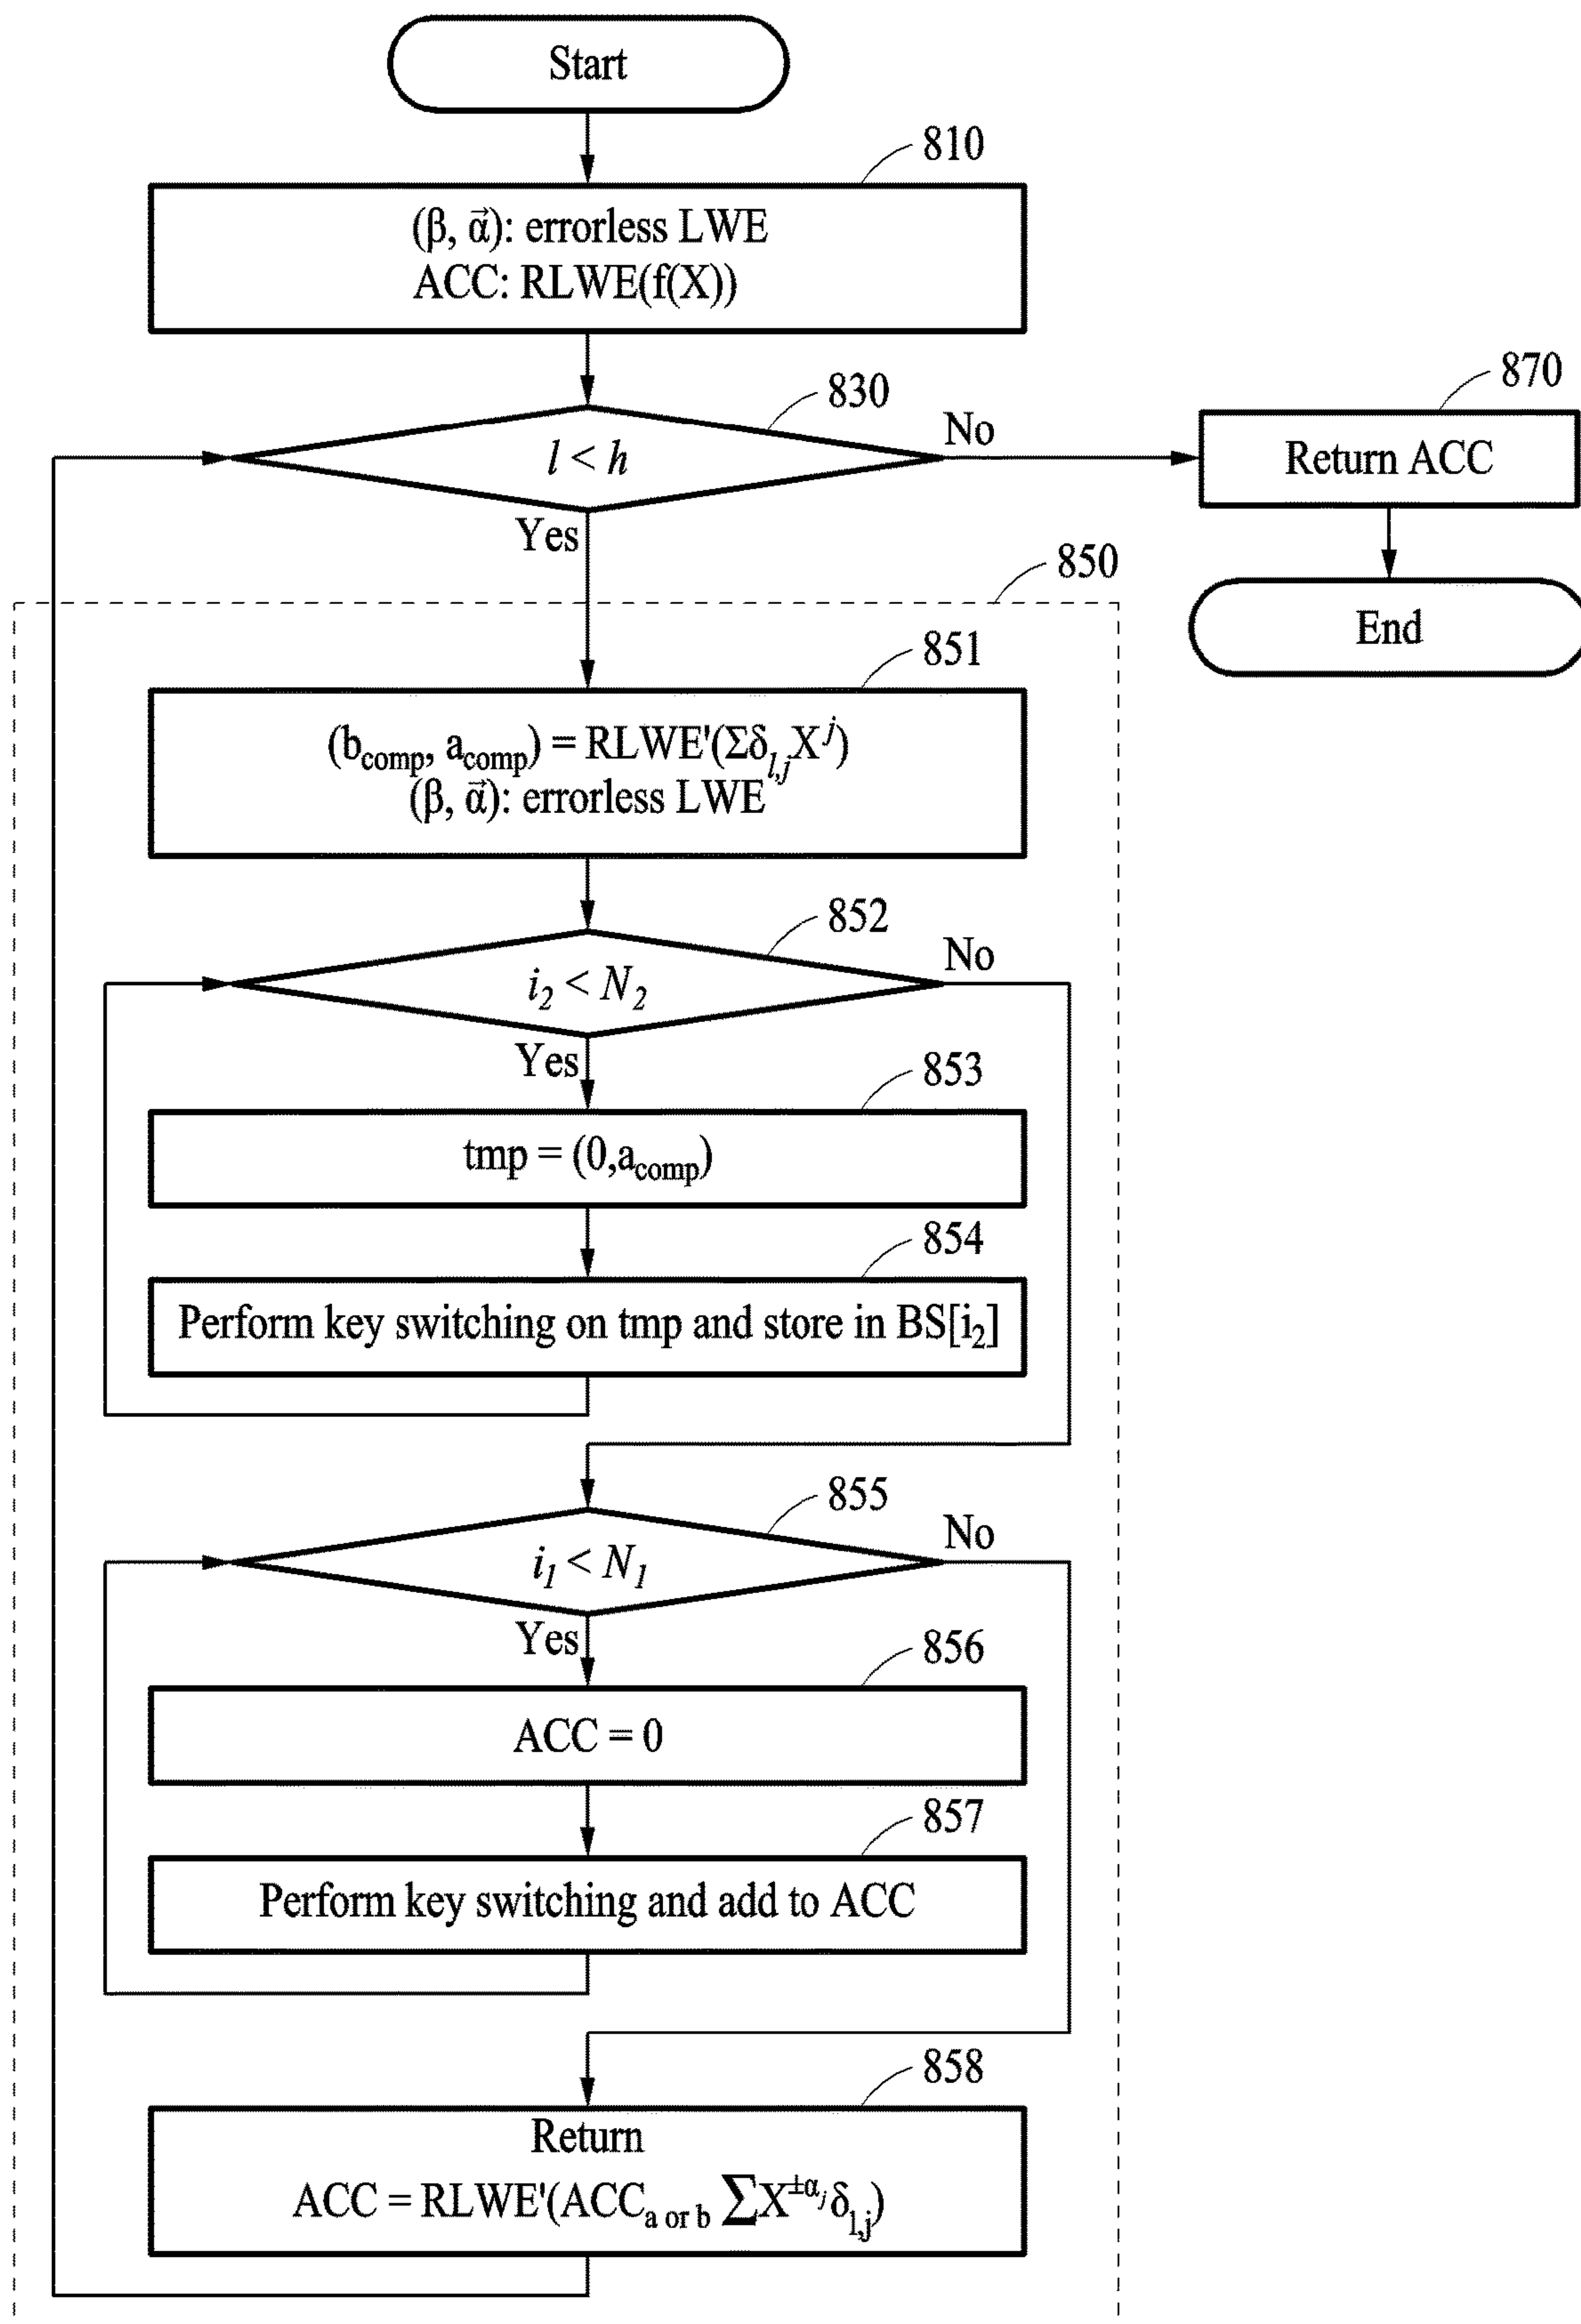 Start
810
(β, α⃗): errorless LWE
ACC: RLWE(f(X))
830
l < h
No
Yes
870
Return ACC
End
850
851
(b_comp, a_comp) = RLWE'(Σδ_l,j X^j)
(β, α⃗): errorless LWE
852
i_2 < N_2
No
Yes
853
tmp = (0,a_comp)
854
Perform key switching on tmp and store in BS[i_2]
855
i_1 < N_1
No
Yes
856
ACC = 0
857
Perform key switching and add to ACC
858
Return
ACC = RLWE'(ACC_a or b ∑X^±α_j δ_l,j)